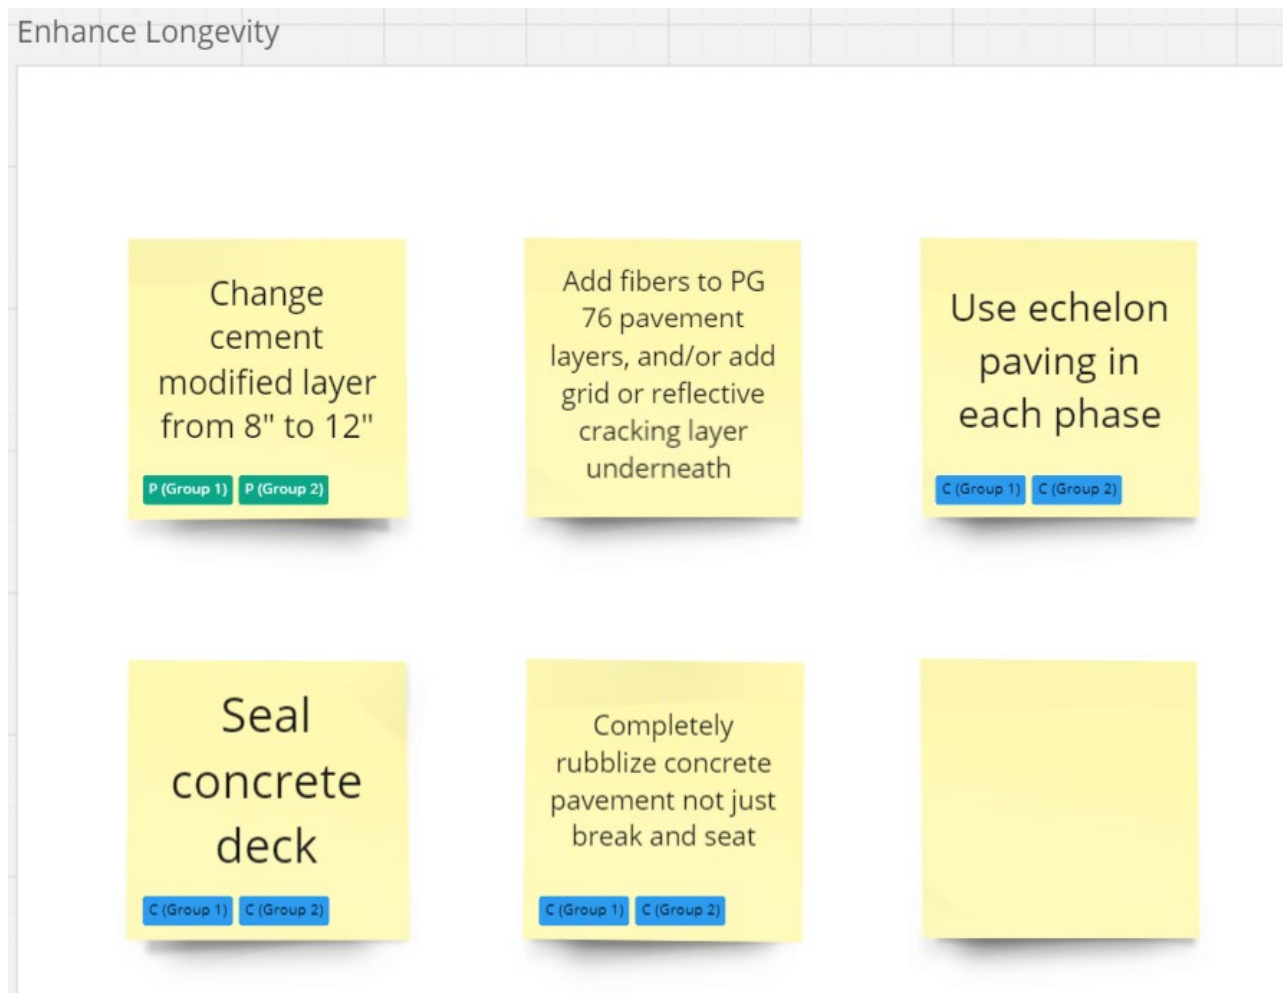 Enhance Longevity
Change
cement
modified layer
from 8" to 12"
P (Group 1) P (Group 2)
Add fibers to PG
76 pavement
layers, and/or add
grid or reflective
cracking layer
underneath
Use echelon
paving in
each phase
C (Group 1) C (Group 2)
Seal
concrete
deck
C (Group 1) C (Group 2)
Completely
rubblize concrete
pavement not just
break and seat
C (Group 1) C (Group 2)